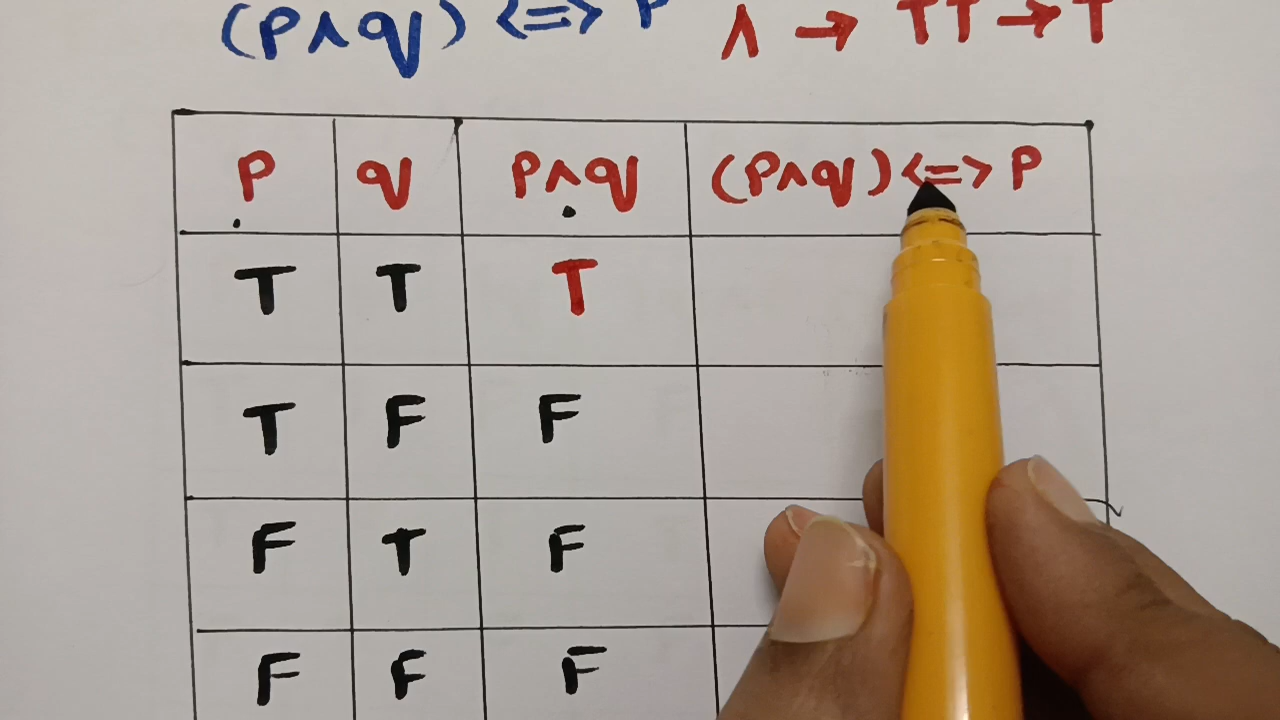 (P∧q) <=> P ∧ → TT → T
P q P∧q (P∧q) <=> P
T T T
T F F
F T F
F F F